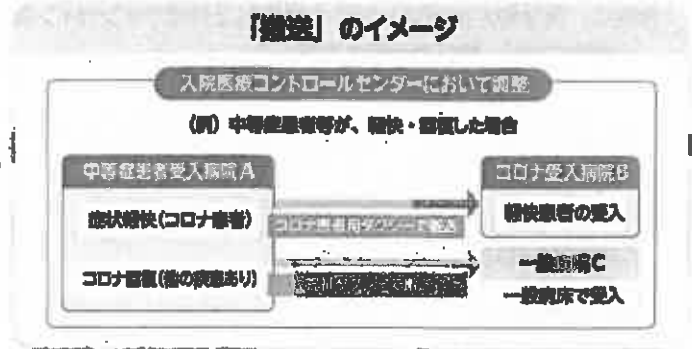 「搬送」のイメージ
入院医療コントロールセンターにおいて調整
(例) 中等症患者等が、軽快・回復した場合
中等症患者受入病院A
コロナ受入病院B
症状軽快(コロナ患者)
コロナ患者用タクシーで搬入
軽快患者の受入
コロナ回復(他の疾患あり)
一般病院C
一般病床で受入